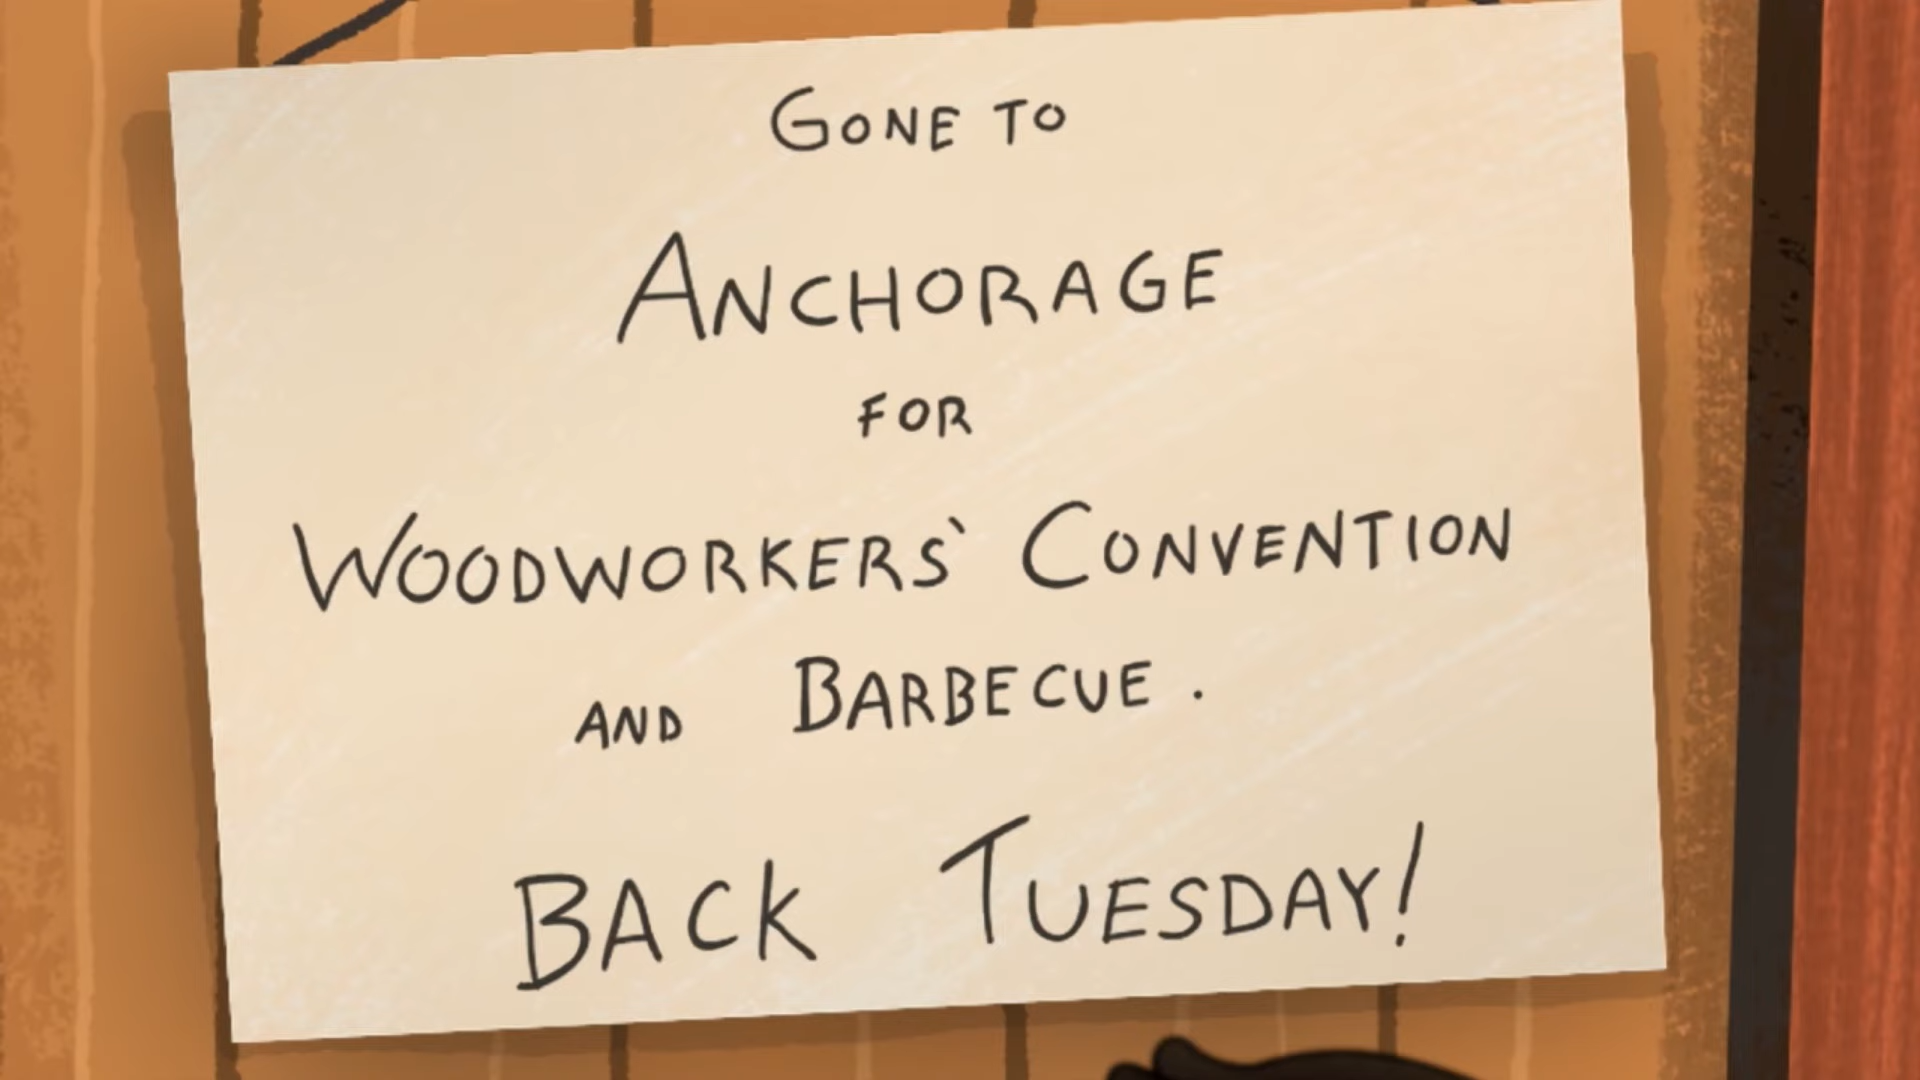 GONE TO
ANCHORAGE
FOR
WOODWORKERS` CONVENTION
AND BARBECUE.
BACK TUESDAY!